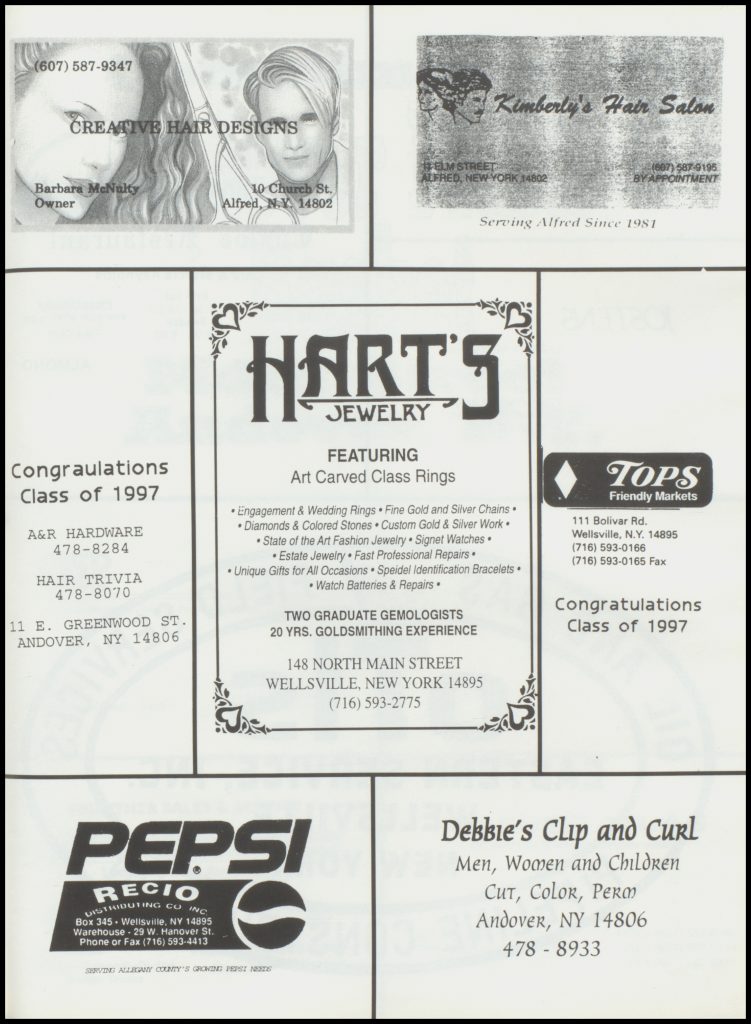 (607) 587-9347
CREATIVE HAIR DESIGNS
Barbara McNulty
Owner
10 Church St.
Alfred, N.Y. 14802
Kimberly's Hair Salon
ELM STREET
ALFRED, NEW YORK 14802
(607) 587-9195
BY APPOINTMENT
Serving Alfred Since 1981
Congraulations
Class of 1997
A&R HARDWARE
478-8284
HAIR TRIVIA
478-8070
11 E. GREENWOOD ST.
ANDOVER, NY 14806
HART'S
JEWELRY
FEATURING
Art Carved Class Rings
• Engagement & Wedding Rings • Fine Gold and Silver Chains •
• Diamonds & Colored Stones • Custom Gold & Silver Work •
• State of the Art Fashion Jewelry • Signet Watches •
• Estate Jewelry • Fast Professional Repairs •
• Unique Gifts for All Occasions • Speidel Identification Bracelets •
• Watch Batteries & Repairs •
TWO GRADUATE GEMOLOGISTS
20 YRS. GOLDSMITHING EXPERIENCE
148 NORTH MAIN STREET
WELLSVILLE, NEW YORK 14895
(716) 593-2775
TOPS
Friendly Markets
111 Bolivar Rd.
Wellsville, N.Y. 14895
(716) 593-0166
(716) 593-0165 Fax
Congratulations
Class of 1997
PEPSI®
RECIO
DISTRIBUTING CO. INC.
Box 345 • Wellsville, NY 14895
Warehouse - 29 W. Hanover St.
Phone or Fax (716) 593-4413
SERVING ALLEGANY COUNTY'S GROWING PEPSI NEEDS
Debbie's Clip and Curl
Men, Women and Children
Cut, Color, Perm
Andover, NY 14806
478 - 8933